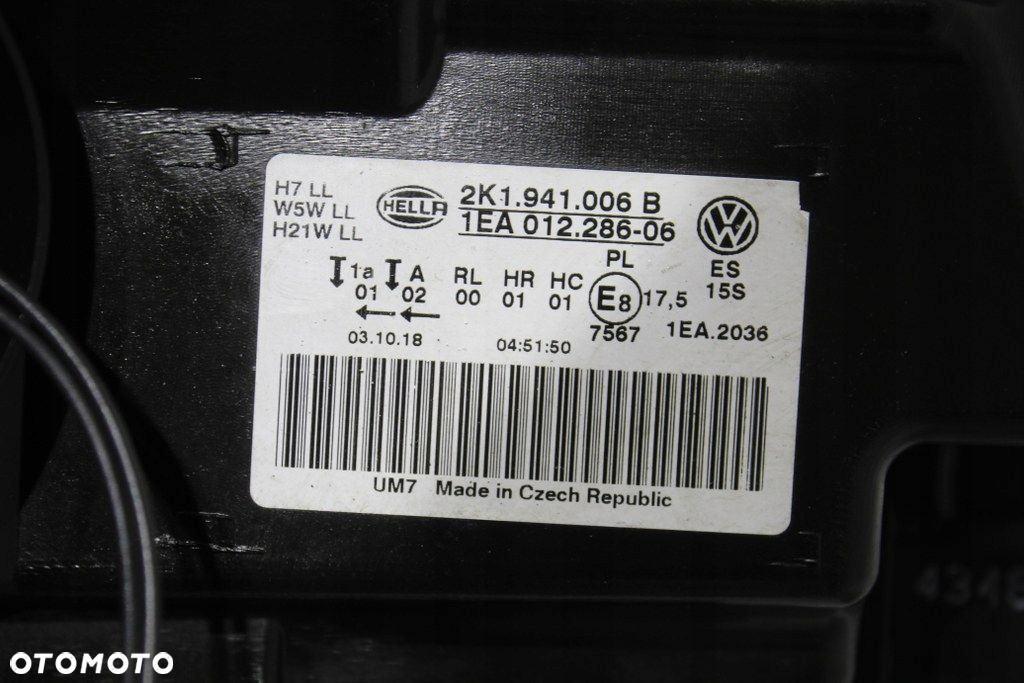 H7 LL
W5W LL
H21W LL
HELLA
2K1.941.006 B
1EA 012.286-06
VW
PL
ES
15S
1a
01
A
02
RL
00
HR
01
HC
01
E8
17,5
7567
1EA.2036
03.10.18
04:51:50
UM7 Made in Czech Republic
OTOMOTO